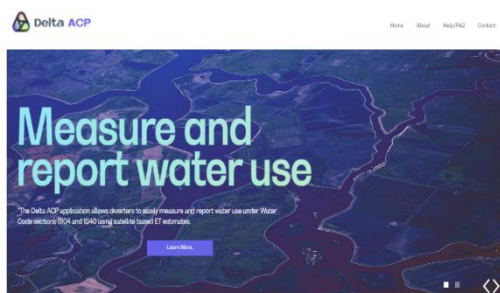 Delta ACP
Home About Help/FAQ Contact
Measure and
report water use
"The Delta ACP application allows diverters to easily measure and report water use under Water
Code sections 5104 and 1840 using satellite based ET estimates.
Learn More.